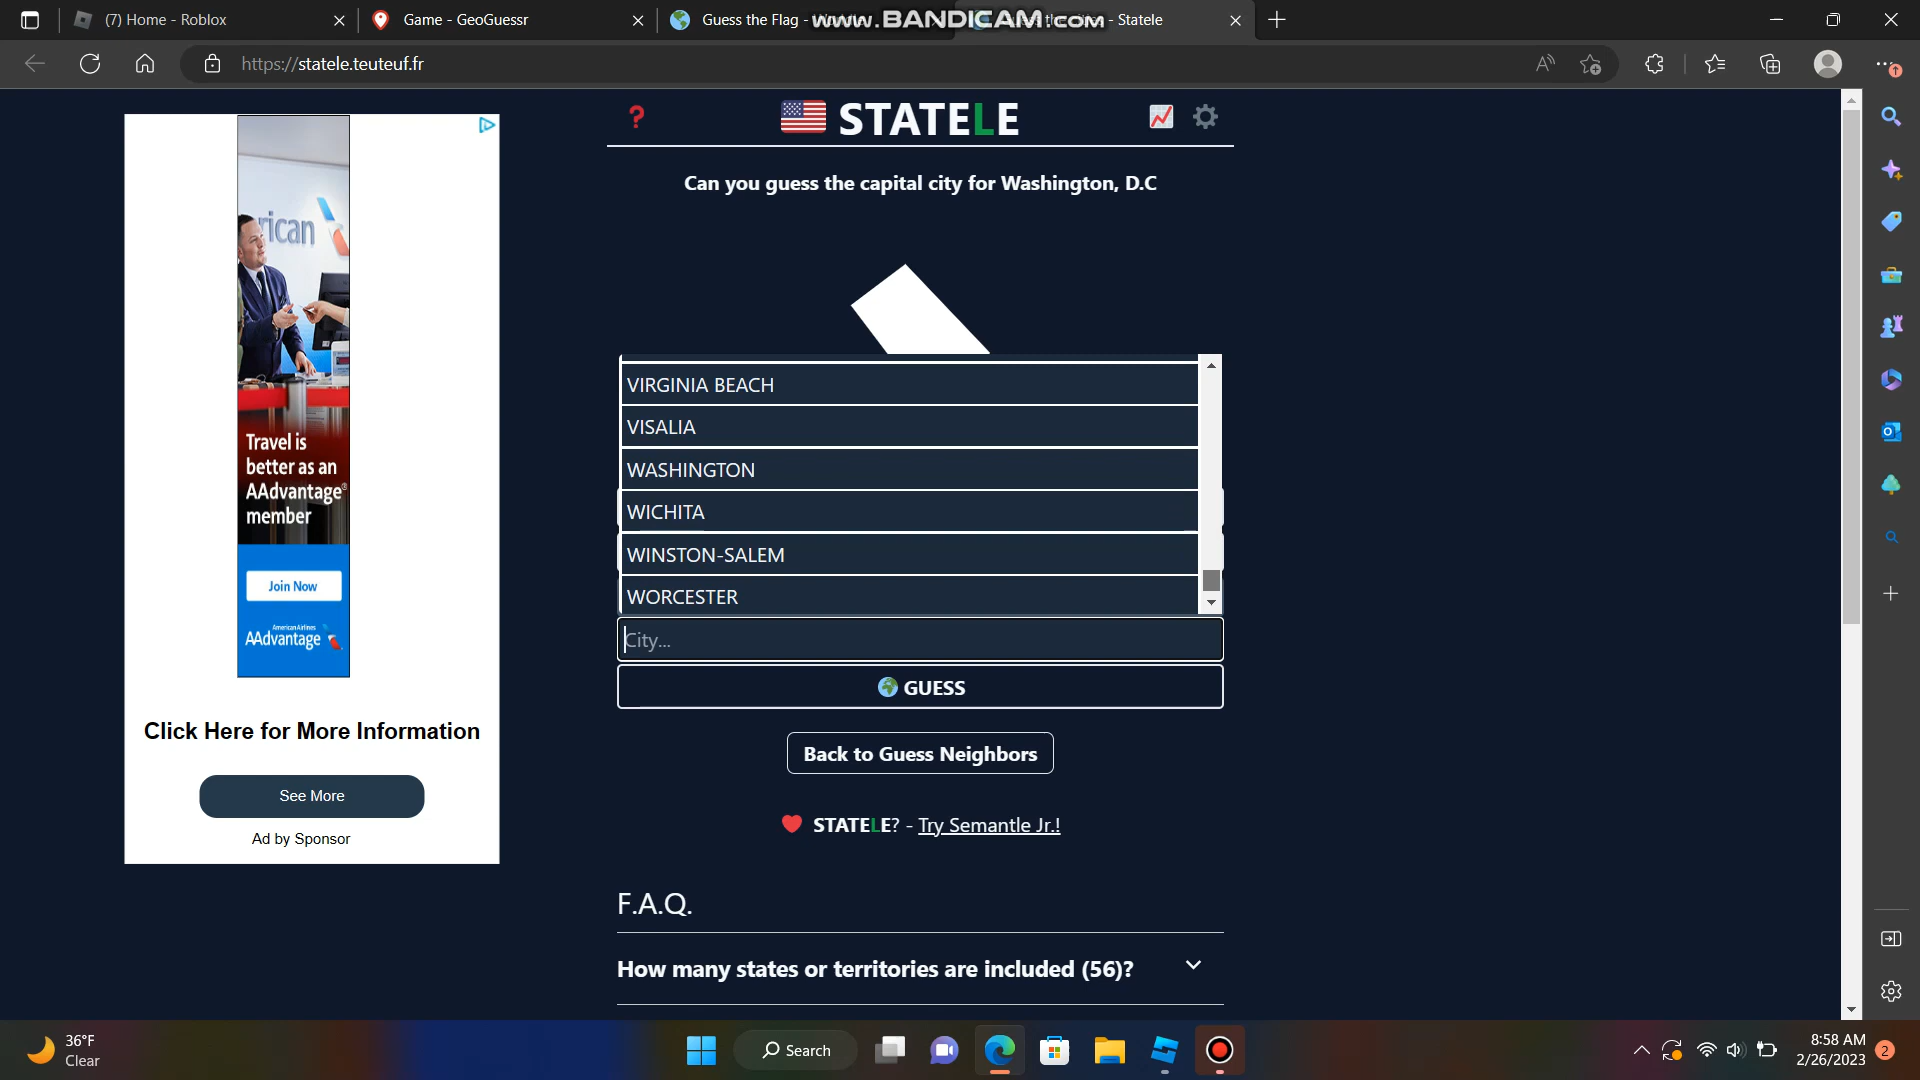 (7) Home - Roblox
Game - GeoGuessr
Guess the Flag -
www.BANDICAM.com
- Statele
https://statele.teuteuf.fr
STATELE
Can you guess the capital city for Washington, D.C
VIRGINIA BEACH
VISALIA
WASHINGTON
WICHITA
WINSTON-SALEM
WORCESTER
City...
GUESS
Back to Guess Neighbors
STATELE? - Try Semantle Jr.!
F.A.Q.
How many states or territories are included (56)?
rican
Travel is
better as an
AAdvantage®
member
Join Now
American Airlines
AAdvantage
Click Here for More Information
See More
Ad by Sponsor
36°F
Clear
Search
8:58 AM
2/26/2023
2